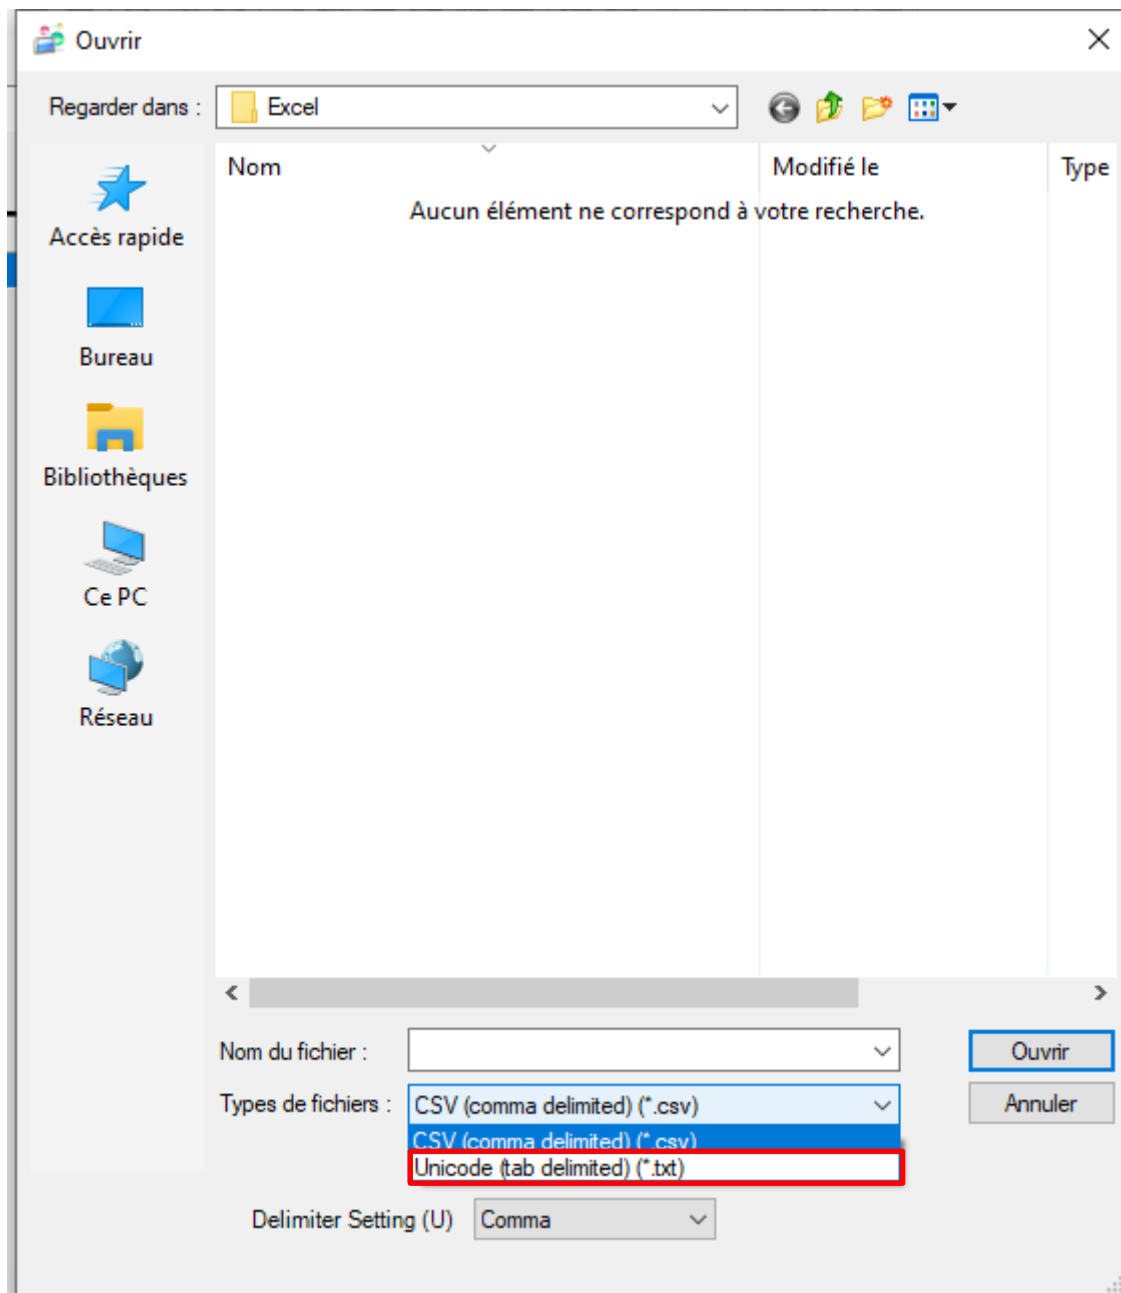 Ouvrir
Regarder dans : Excel
Nom Modifié le Type
Aucun élément ne correspond à votre recherche.
Accès rapide
Bureau
Bibliothèques
Ce PC
Réseau
Nom du fichier : Ouvrir
Types de fichiers : CSV (comma delimited) (*.csv) Annuler
CSV (comma delimited) (*.csv)
Unicode (tab delimited) (*.txt)
Delimiter Setting (U) Comma